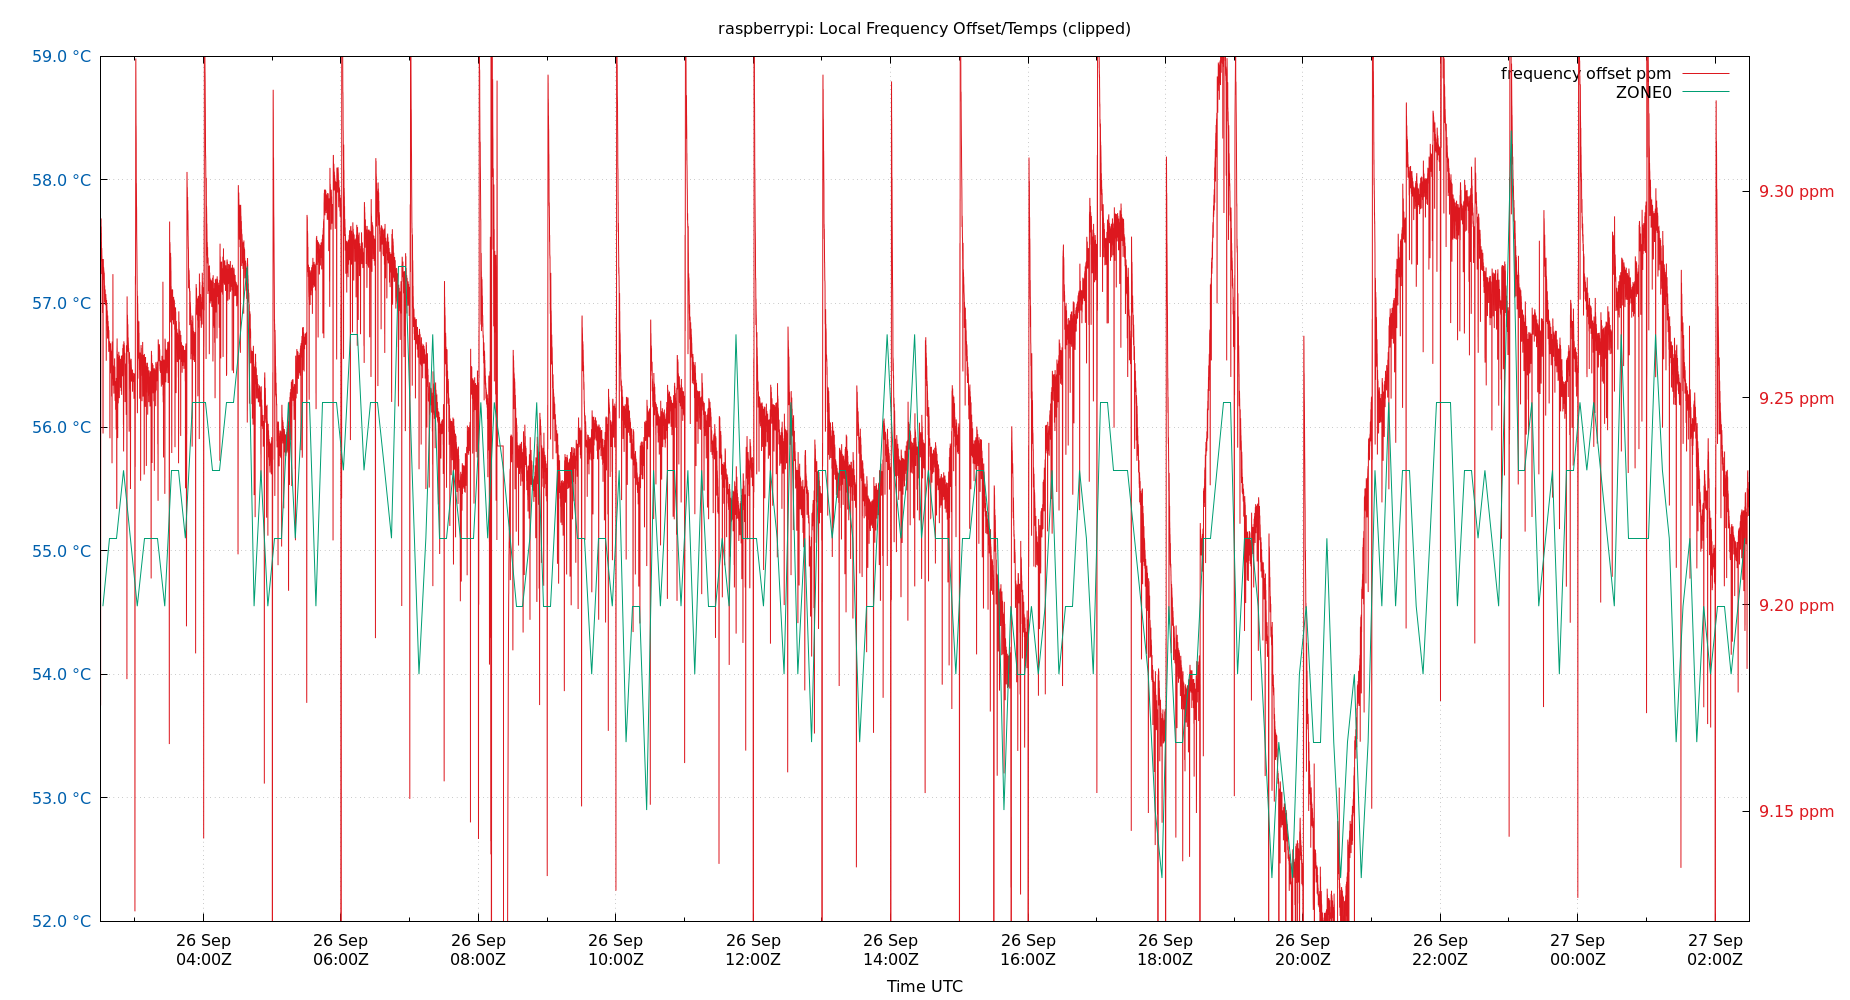 raspberrypi: Local Frequency Offset/Temps (clipped)
59.0 °C
58.0 °C
57.0 °C
56.0 °C
55.0 °C
54.0 °C
53.0 °C
52.0 °C
frequency offset ppm
ZONE0
9.30 ppm
9.25 ppm
9.20 ppm
9.15 ppm
26 Sep 26 Sep 26 Sep 26 Sep 26 Sep 26 Sep 26 Sep 26 Sep 26 Sep 26 Sep 27 Sep 27 Sep
04:00Z 06:00Z 08:00Z 10:00Z 12:00Z 14:00Z 16:00Z 18:00Z 20:00Z 22:00Z 00:00Z 02:00Z
Time UTC